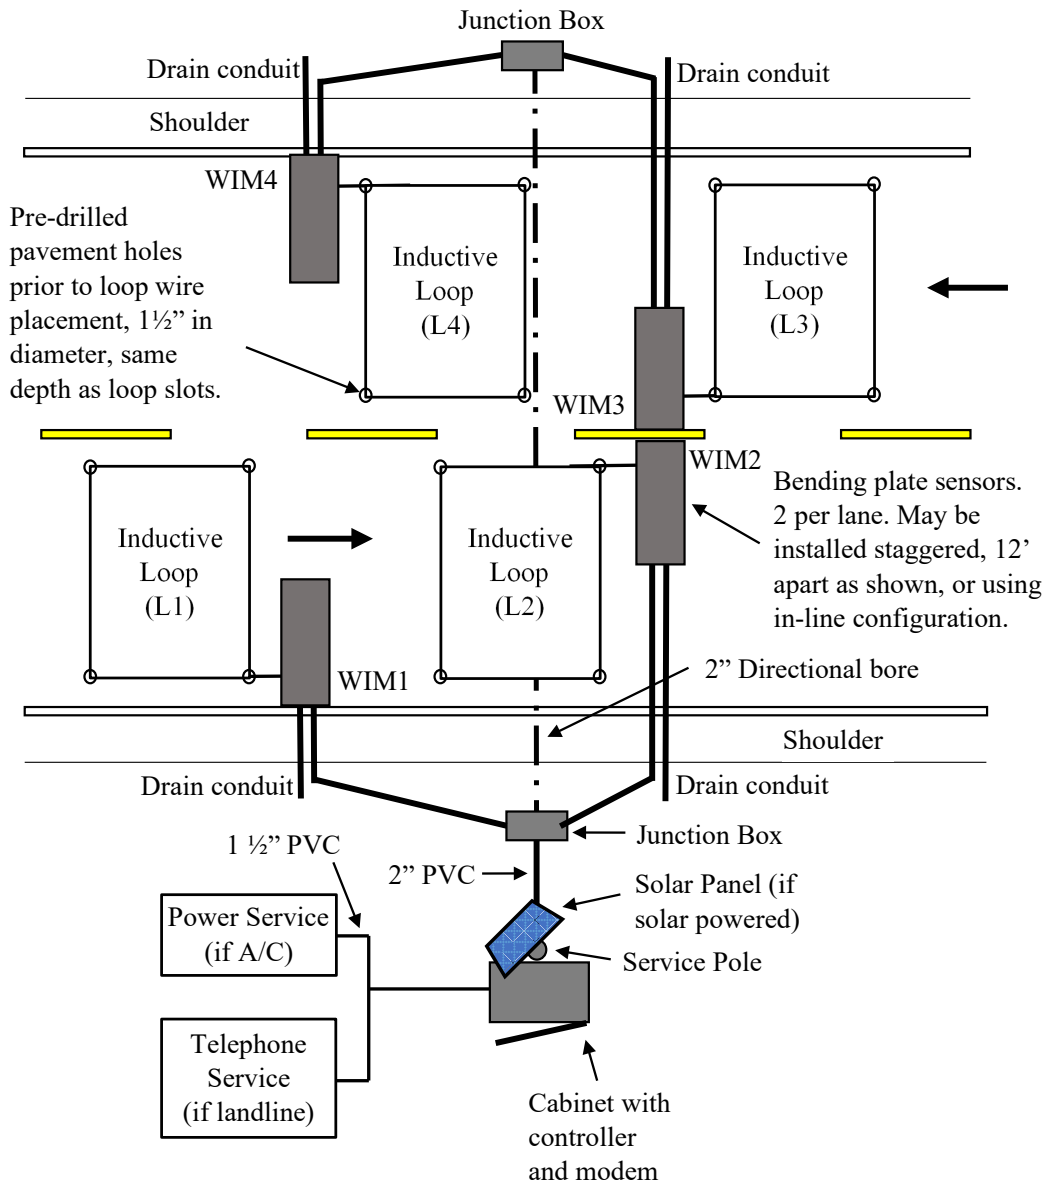 Junction Box
Drain conduit
Drain conduit
Shoulder
WIM4
Pre-drilled
pavement holes
prior to loop wire
placement, 1½” in
diameter, same
depth as loop slots.
Inductive
Loop
(L4)
Inductive
Loop
(L3)
WIM3
WIM2
Bending plate sensors.
2 per lane. May be
installed staggered, 12’
apart as shown, or using
in-line configuration.
Inductive
Loop
(L1)
Inductive
Loop
(L2)
WIM1
2” Directional bore
Shoulder
Drain conduit
Drain conduit
Junction Box
1 ½” PVC
2” PVC
Solar Panel (if
solar powered)
Power Service
(if A/C)
Service Pole
Telephone
Service
(if landline)
Cabinet with
controller
and modem